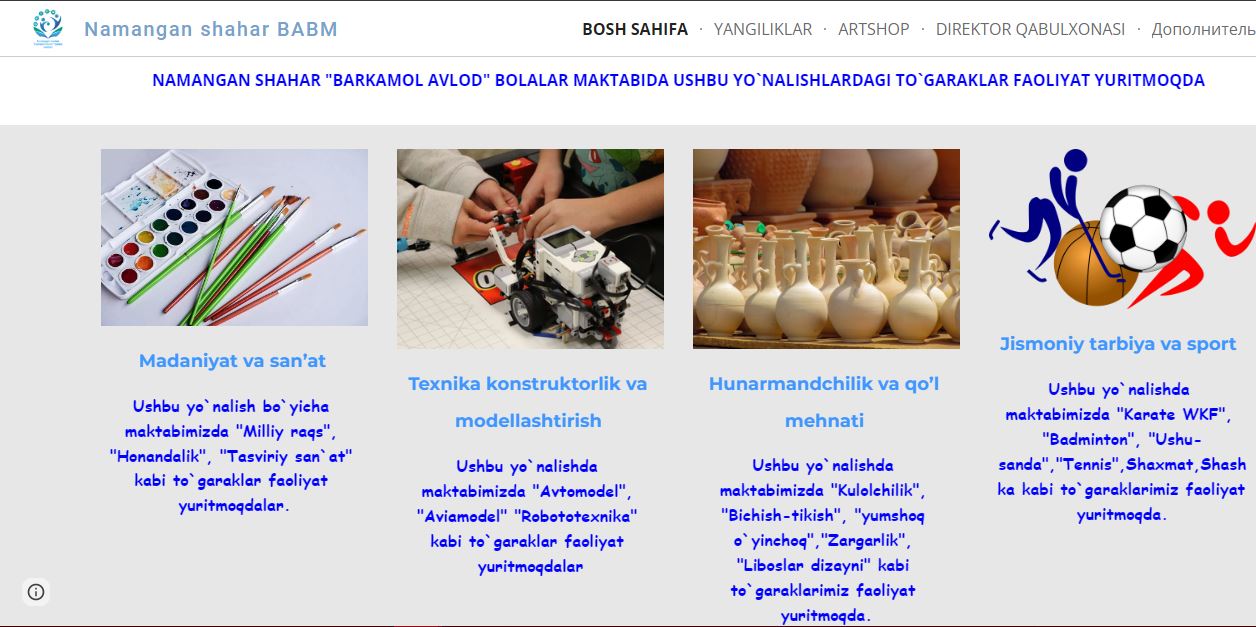 Namangan shahar BABM
BOSH SAHIFA · YANGILIKLAR · ARTSHOP · DIREKTOR QABULXONASI · Дополнитель
NAMANGAN SHAHAR "BARKAMOL AVLOD" BOLALAR MAKTABIDA USHBU YO`NALISHLARDAGI TO`GARAKLAR FAOLIYAT YURITMOQDA
Madaniyat va san’at
Ushbu yo`nalish bo`yicha
maktabimizda "Milliy raqs",
"Honandalik", "Tasviriy san`at"
kabi to`garaklar faoliyat
yuritmoqdalar.
Texnika konstruktorlik va
modellashtirish
Ushbu yo`nalishda
maktabimizda "Avtomodel",
"Aviamodel" "Robototexnika"
kabi to`garaklar faoliyat
yuritmoqdalar
Hunarmandchilik va qo’l
mehnati
Ushbu yo`nalishda
maktabimizda "Kulolchilik",
"Bichish-tikish", "yumshoq
o`yinchoq","Zargarlik",
"Liboslar dizayni" kabi
to`garaklarimiz faoliyat
yuritmoqda.
Jismoniy tarbiya va sport
Ushbu yo`nalishda
maktabimizda "Karate WKF",
"Badminton", "Ushu-
sanda","Tennis",Shaxmat,Shash
ka kabi to`garaklarimiz faoliyat
yuritmoqda.